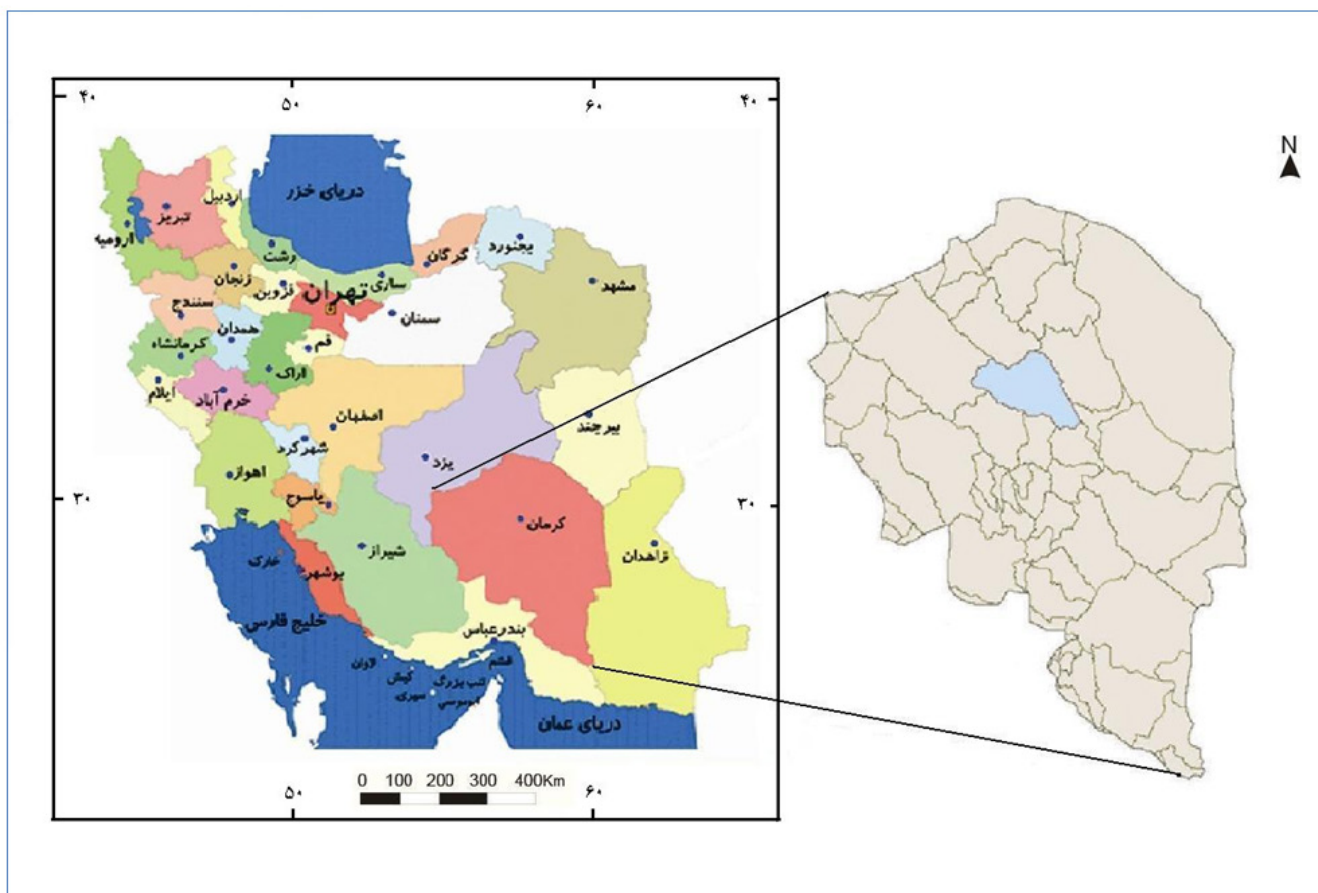 ۴۰ ۵۰ ۶۰ ۴۰
N
دریای خزر
اردبیل
تبریز
ارومیه
رشت
گرگان
بجنورد
مشهد
زنجان
قزوین
تهران
ساری
سمنان
سنندج
همدان
قم
کرمانشاه
اراک
ایلام
خرم آباد
اصفهان
بیرجند
شهرکرد
یزد
اهواز
۳۰ ۳۰
یاسوج
کرمان
شیراز
زاهدان
خارک
بوشهر
خلیج فارسی
بندرعباس
لاوان
قشم
کیش
تنب بزرگ
سیری
ابوموسی
دریای عمان
0 100 200 300 400Km
۵۰ ۶۰